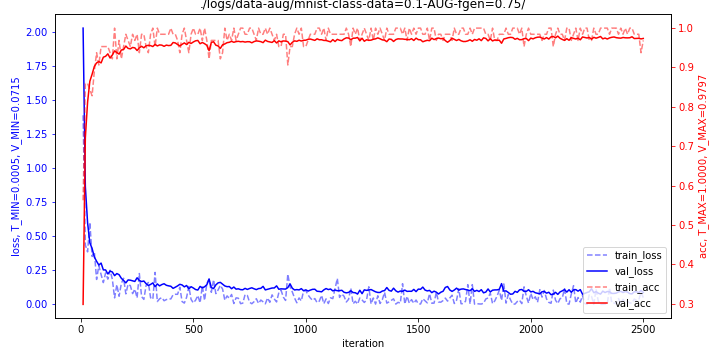 ./logs/data-aug/mnist-class-data=0.1-AUG-fgen=0.75/
2.00
1.75
1.50
1.25
1.00
0.75
0.50
0.25
0.00
loss, T_MIN=0.0005, V_MIN=0.0715
1.0
0.9
0.8
0.7
0.6
0.5
0.4
0.3
acc, T_MAX=1.0000, V_MAX=0.9797
train_loss
val_loss
train_acc
val_acc
0
500
1000
1500
2000
2500
iteration